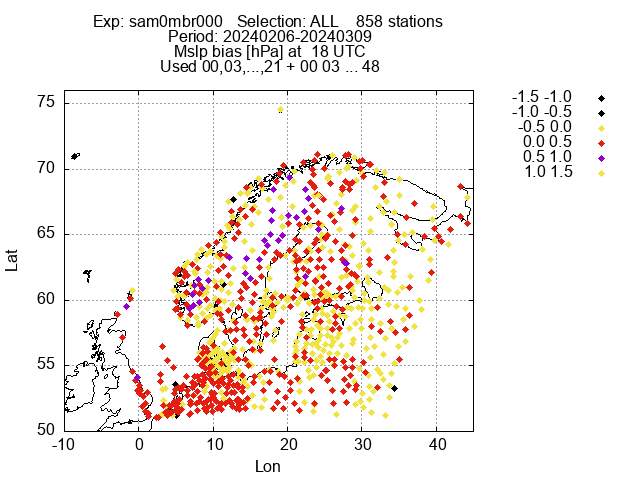 Exp: sam0mbr000   Selection: ALL    858 stations
Period: 20240206-20240309
Mslp bias [hPa] at  18 UTC
Used 00,03,...,21 + 00 03 ... 48
-1.5 -1.0
-1.0 -0.5
-0.5 0.0
0.0 0.5
0.5 1.0
1.0 1.5
75
70
65
60
55
50
Lat
-10 0 10 20 30 40
Lon